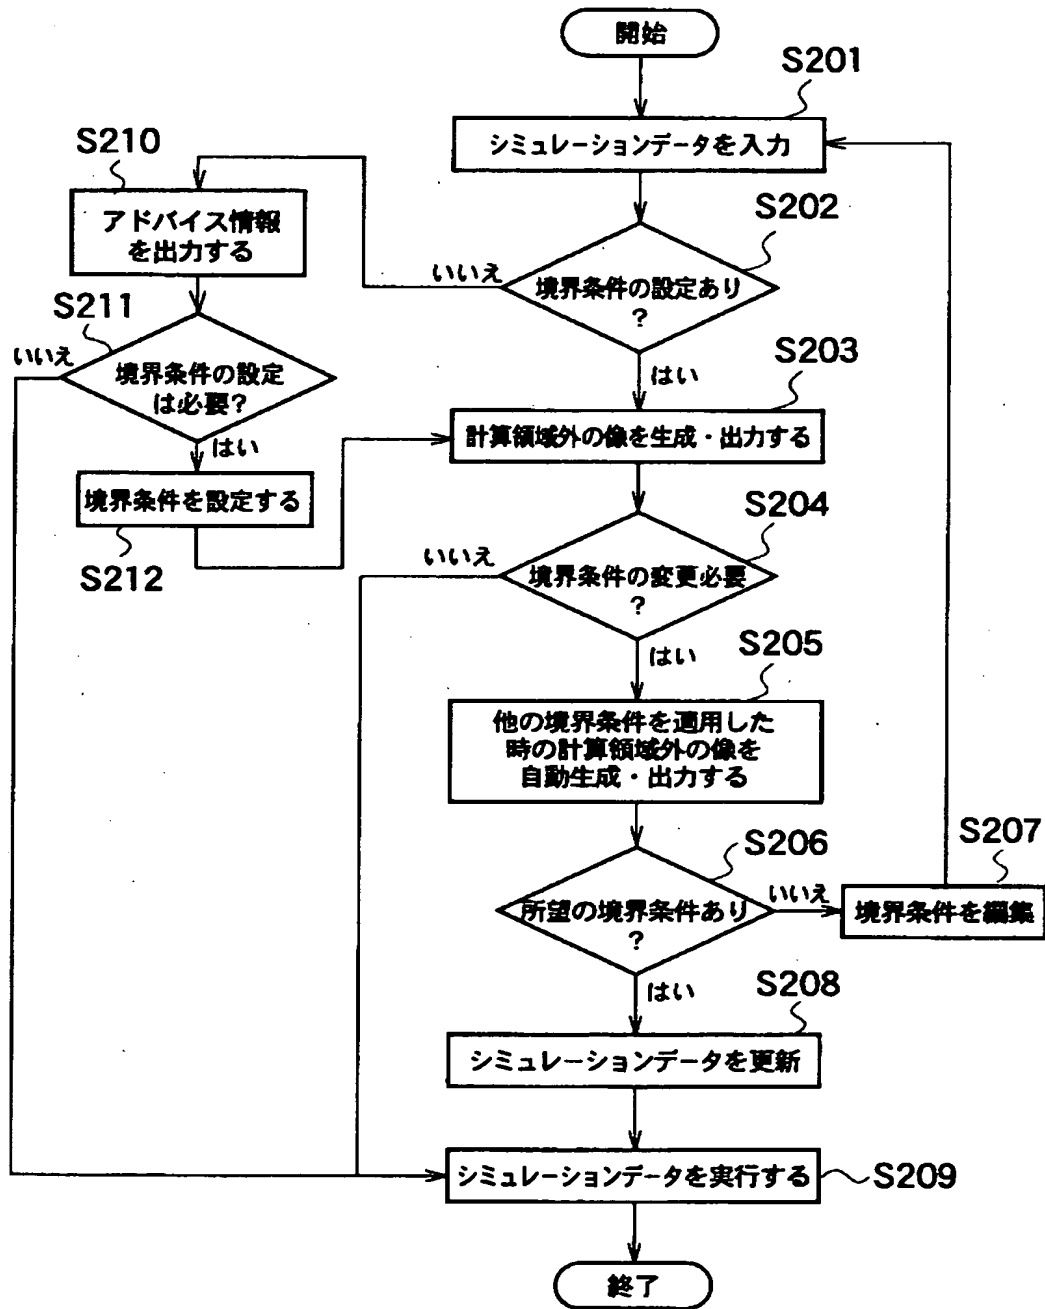 開始
S201
シミュレーションデータを入力
S202
境界条件の設定あり
?
いいえ
はい
S210
アドバイス情報
を出力する
S211
境界条件の設定
は必要?
いいえ
はい
境界条件を設定する
S212
S203
計算領域外の像を生成・出力する
S204
境界条件の変更必要
?
いいえ
はい
S205
他の境界条件を適用した
時の計算領域外の像を
自動生成・出力する
S206
所望の境界条件あり
?
いいえ
はい
S207
境界条件を編集
S208
シミュレーションデータを更新
シミュレーションデータを実行する
S209
終了